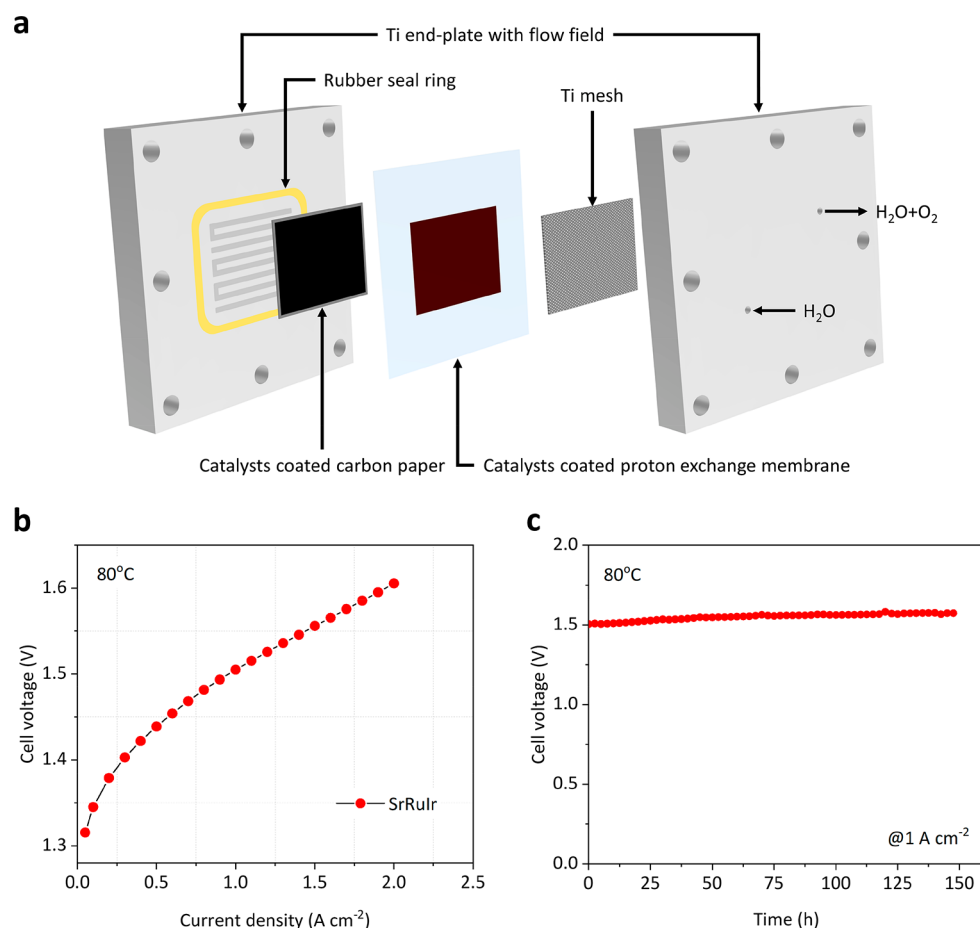 a
Ti end-plate with flow field
Rubber seal ring
Ti mesh
H₂O+O₂
H₂O
Catalysts coated carbon paper
Catalysts coated proton exchange membrane
b
80°C
1.6
1.5
1.4
1.3
Cell voltage (V)
SrRuIr
0.0 0.5 1.0 1.5 2.0 2.5
Current density (A cm⁻²)
c
80°C
2.0
1.5
1.0
0.5
0.0
Cell voltage (V)
@1 A cm⁻²
0 25 50 75 100 125 150
Time (h)